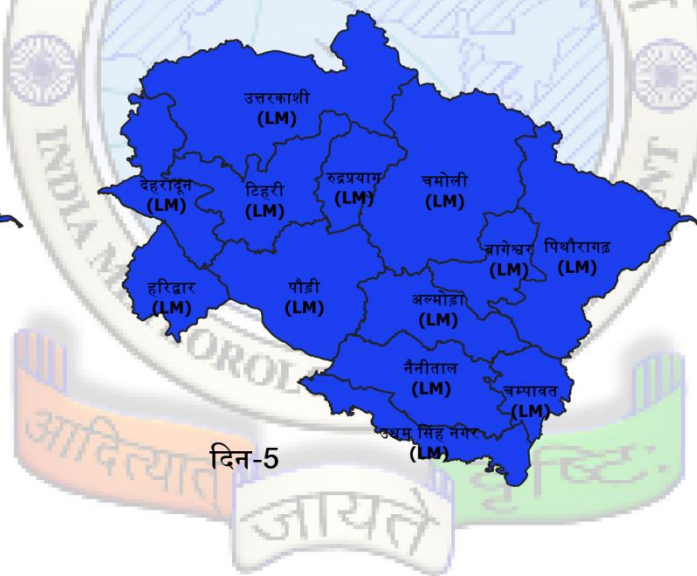 उत्तरकाशी
(LM)
देहरादून
(LM)
टिहरी
(LM)
रुद्रप्रयाग
(LM)
चमोली
(LM)
बागेश्वर
(LM)
पिथौरागढ़
(LM)
हरिद्वार
(LM)
पौड़ी
(LM)
अल्मोड़ा
(LM)
नैनीताल
(LM)
चम्पावत
(LM)
उधम सिंह नगर
(LM)
दिन-5
INDIA
आदित्यात्
जायते
वृष्टि: